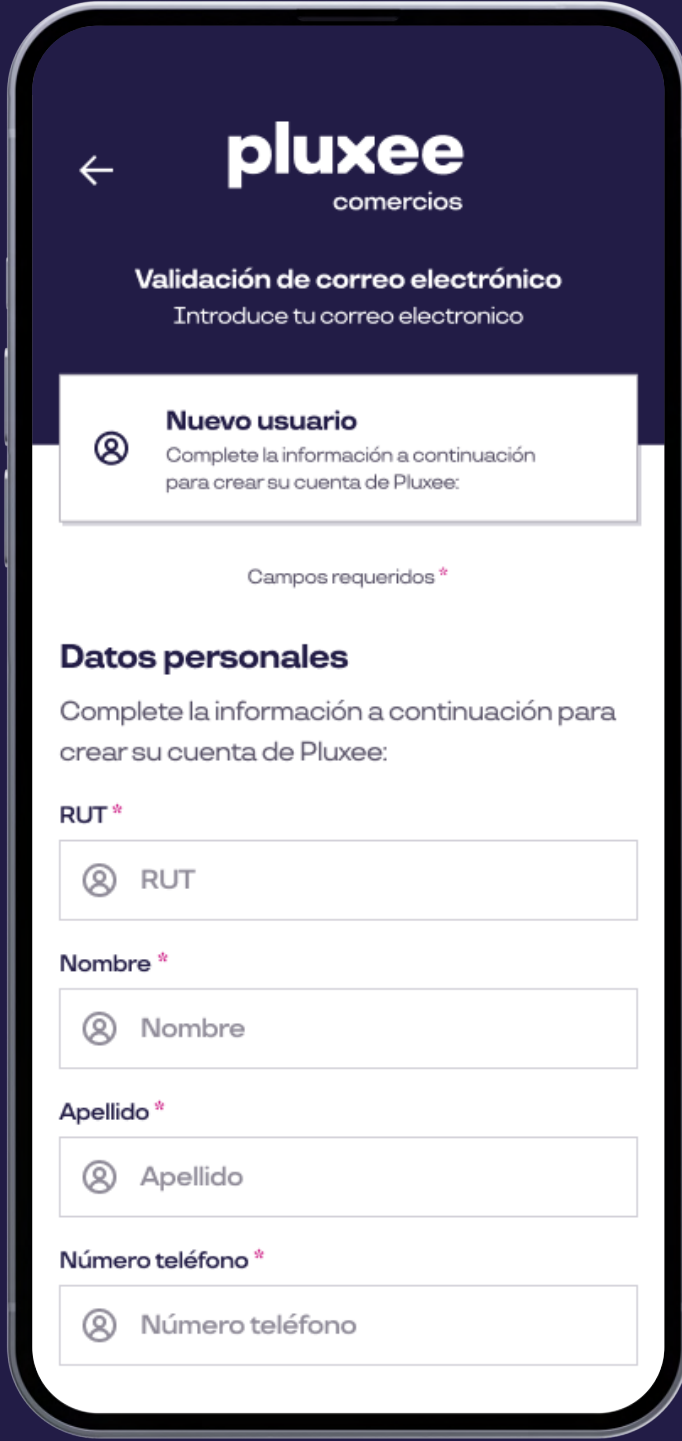 pluxee
comercios
Validación de correo electrónico
Introduce tu correo electronico
Nuevo usuario
Complete la información a continuación
para crear su cuenta de Pluxee:
Campos requeridos *
Datos personales
Complete la información a continuación para
crear su cuenta de Pluxee:
RUT *
RUT
Nombre *
Nombre
Apellido *
Apellido
Número teléfono *
Número teléfono